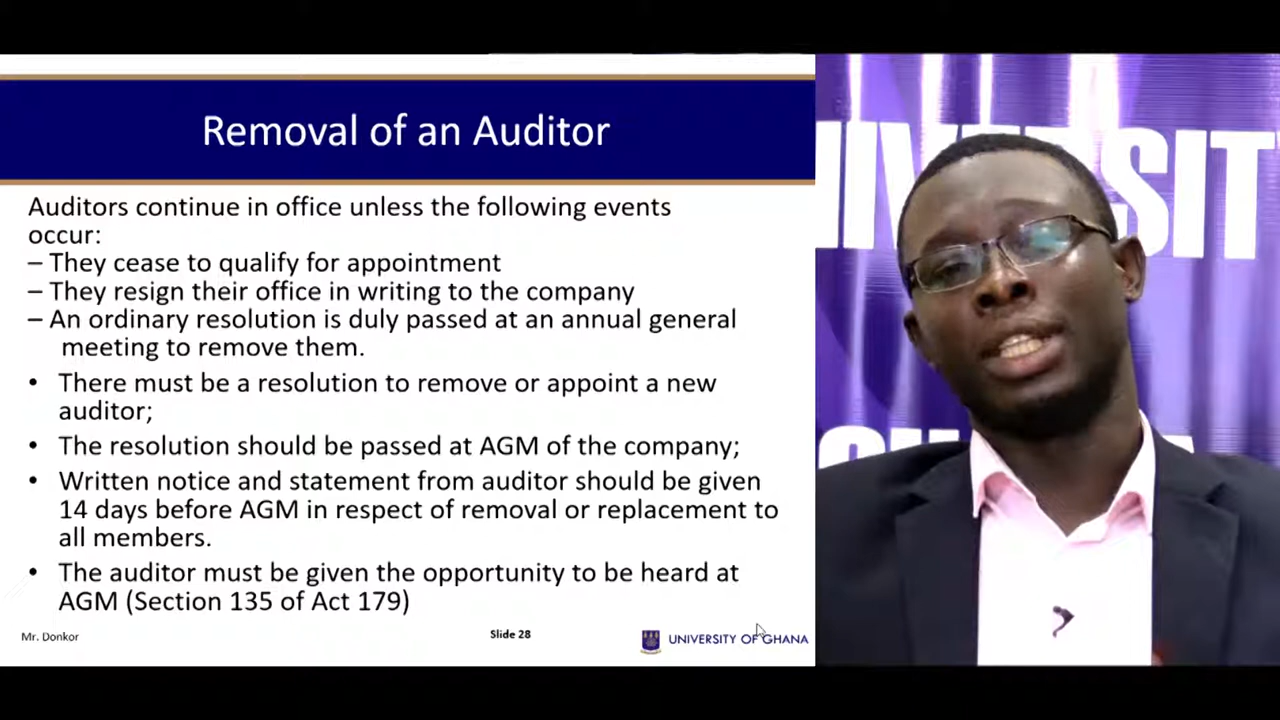 Removal of an Auditor
Auditors continue in office unless the following events
occur:
– They cease to qualify for appointment
– They resign their office in writing to the company
– An ordinary resolution is duly passed at an annual general
meeting to remove them.
• There must be a resolution to remove or appoint a new
auditor;
• The resolution should be passed at AGM of the company;
• Written notice and statement from auditor should be given
14 days before AGM in respect of removal or replacement to
all members.
• The auditor must be given the opportunity to be heard at
AGM (Section 135 of Act 179)
Mr. Donkor
Slide 28
UNIVERSITY OF GHANA